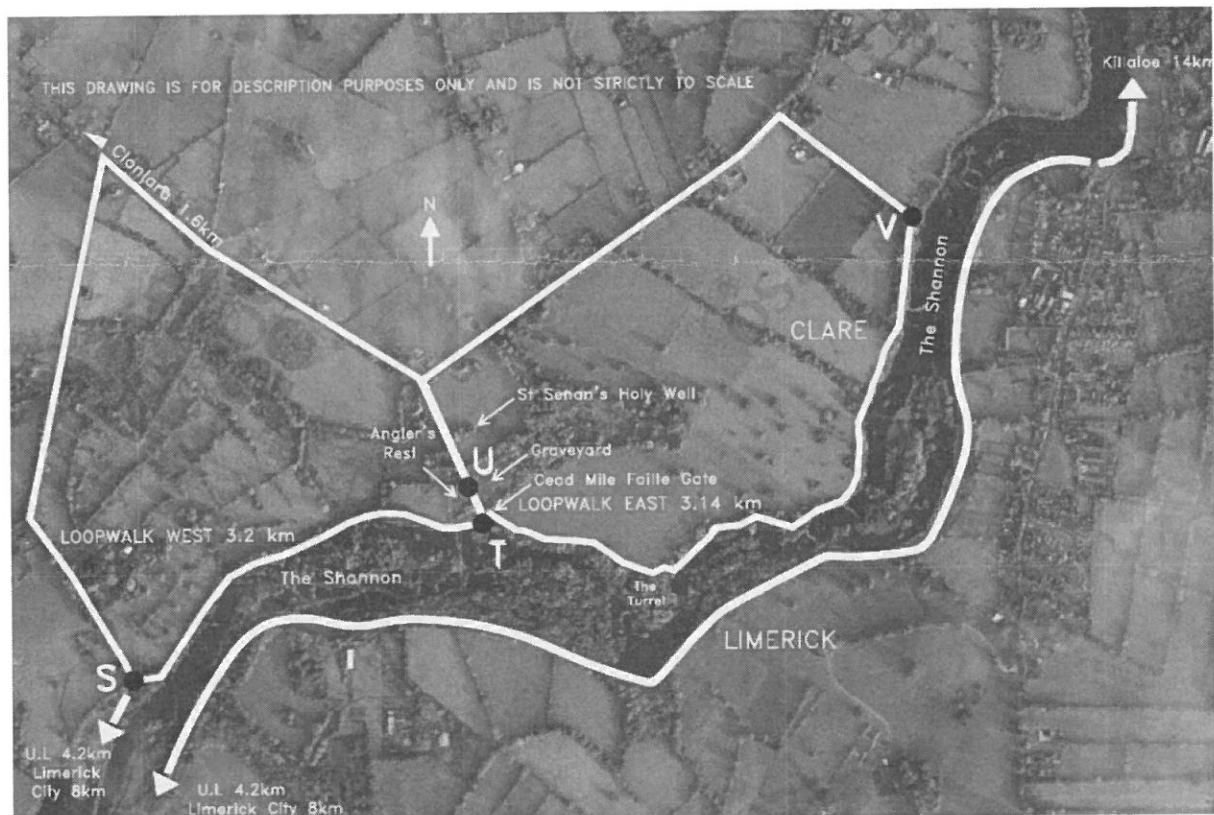 Killaloe 14km
THIS DRAWING IS FOR DESCRIPTION PURPOSES ONLY AND IS NOT STRICTLY TO SCALE
Clonlara 1.6km
N
V
The Shannon
CLARE
St Senan's Holy Well
Angler's
Rest
U
Graveyard
Cead Mile Failte Gate
LOOPWALK EAST 3.14 km
LOOPWALK WEST 3.2 km
T
The Shannon
The
Turret
LIMERICK
I
S
U.L 4.2km
Limerick
City 8km
U.L 4.2km
Limerick City 8km